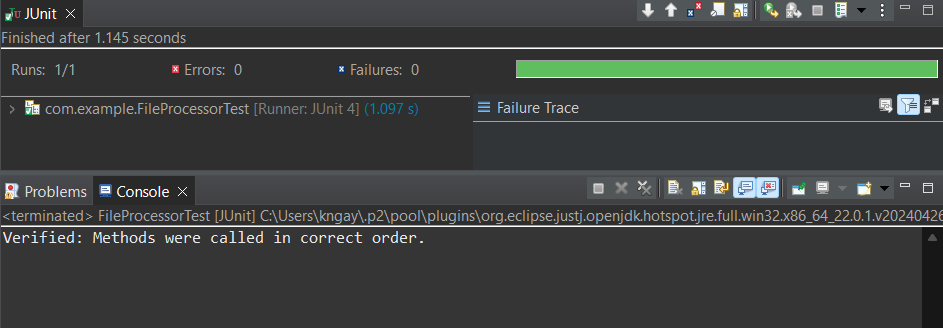 JUnit
Finished after 1.145 seconds
Runs: 1/1 Errors: 0 Failures: 0
com.example.FileProcessorTest [Runner: JUnit 4] (1.097 s)
Failure Trace
Problems Console
<terminated> FileProcessorTest [JUnit] C:\Users\kngay\.p2\pool\plugins\org.eclipse.justj.openjdk.hotspot.jre.full.win32.x86_64_22.0.1.v20240426
Verified: Methods were called in correct order.